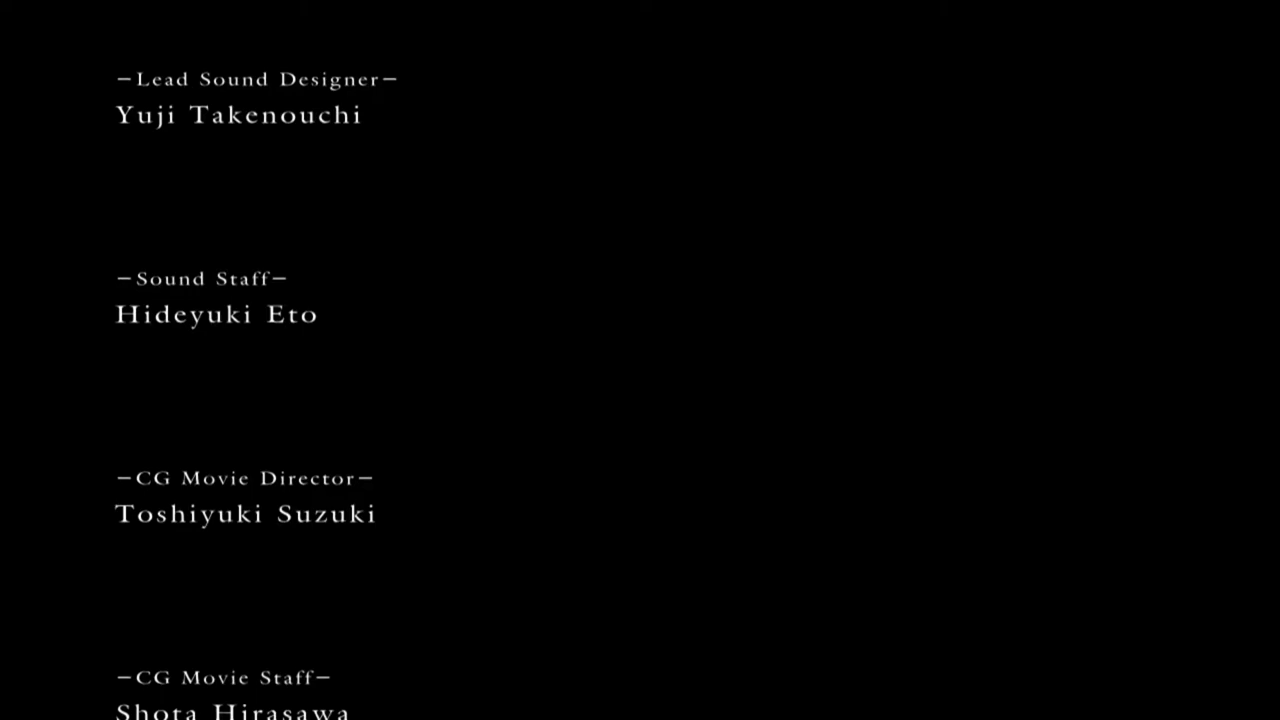 −Lead Sound Designer−
Yuji Takenouchi
−Sound Staff−
Hideyuki Eto
−CG Movie Director−
Toshiyuki Suzuki
−CG Movie Staff−
Shota Hirasawa